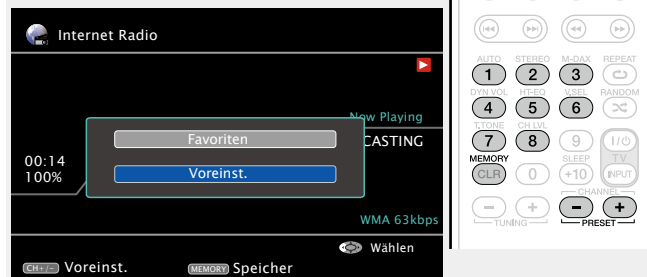 Internet Radio
Now Playing
CASTING
Favoriten
Voreinst.
00:14
100%
WMA 63kbps
Wählen
CH+/– Voreinst.
MEMORY Speicher
AUTO STEREO M-DAX REPEAT
1 2 3
DYN VOL HT-EQ V.SEL RANDOM
4 5 6
T.TONE CH LVL
7 8 9 I/
MEMORY SLEEP TV
CLR 0 +10 INPUT
CHANNEL
– + – +
TUNING PRESET